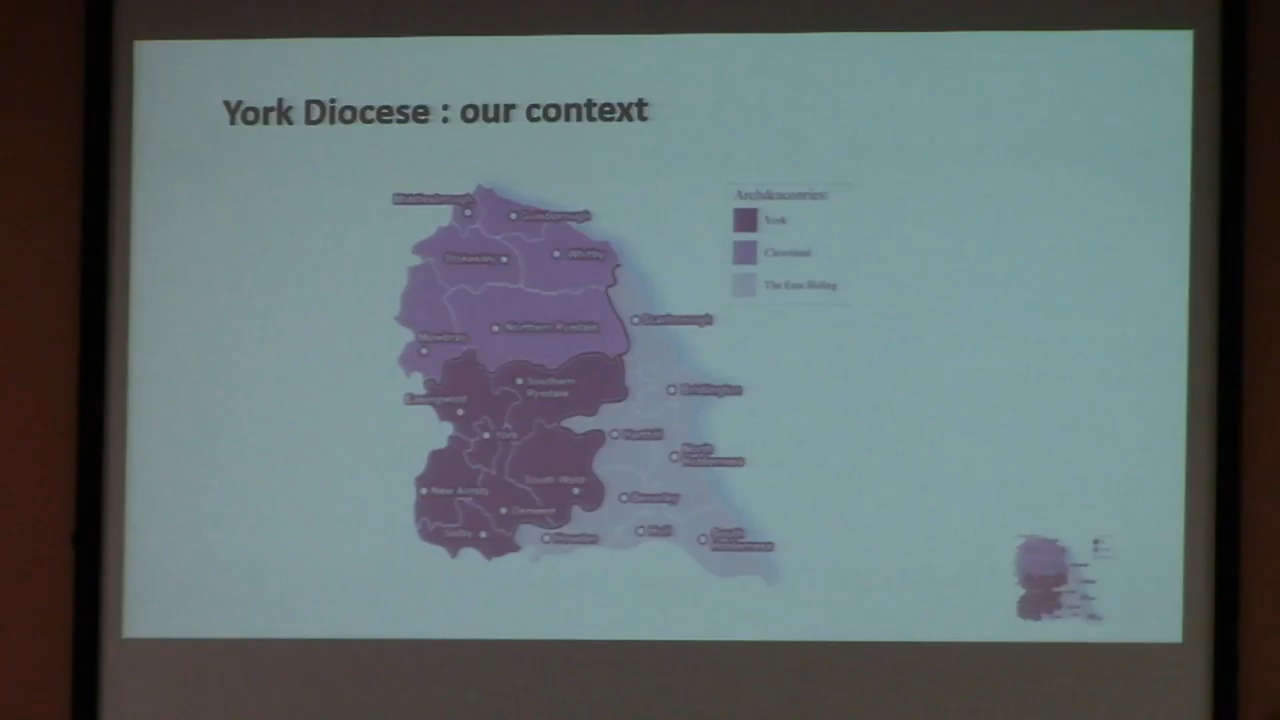 York Diocese : our context
Archdeaconries:
York
Cleveland
The East Riding
Middlesbrough
Guisborough
Stokesley
Whitby
Northern Ryedale
Scarborough
Mowbray
Southern
Ryedale
Bridlington
Easingwold
York
Harthill
North
Holderness
New Ainsty
South Wold
Beverley
Derwent
Selby
Howden
Hull
South
Holderness